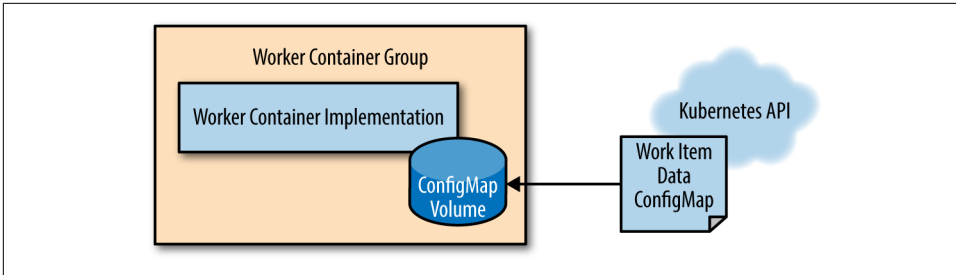 Worker Container Group
Worker Container Implementation
ConfigMap
Volume
Kubernetes API
Work Item
Data
ConfigMap